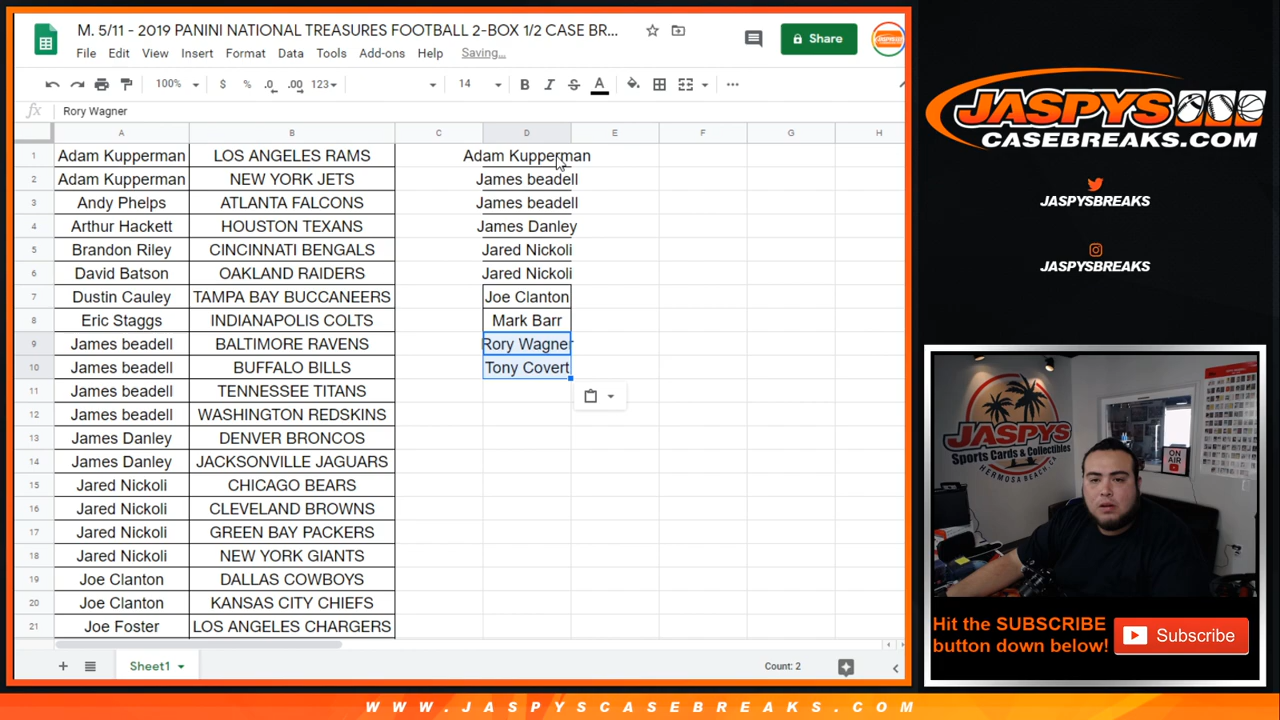 M. 5/11 - 2019 PANINI NATIONAL TREASURES FOOTBALL 2-BOX 1/2 CASE BR...
File Edit View Insert Format Data Tools Add-ons Help Saving...
Share
100% $ % .0 .00 123 14 B I S A ...
fx Rory Wagner
A B C D E F G H
1 Adam Kupperman LOS ANGELES RAMS Adam Kupperman
2 Adam Kupperman NEW YORK JETS James beadell
3 Andy Phelps ATLANTA FALCONS James beadell
4 Arthur Hackett HOUSTON TEXANS James Danley
5 Brandon Riley CINCINNATI BENGALS Jared Nickoli
6 David Batson OAKLAND RAIDERS Jared Nickoli
7 Dustin Cauley TAMPA BAY BUCCANEERS Joe Clanton
8 Eric Staggs INDIANAPOLIS COLTS Mark Barr
9 James beadell BALTIMORE RAVENS Rory Wagner
10 James beadell BUFFALO BILLS Tony Covert
11 James beadell TENNESSEE TITANS
12 James beadell WASHINGTON REDSKINS
13 James Danley DENVER BRONCOS
14 James Danley JACKSONVILLE JAGUARS
15 Jared Nickoli CHICAGO BEARS
16 Jared Nickoli CLEVELAND BROWNS
17 Jared Nickoli GREEN BAY PACKERS
18 Jared Nickoli NEW YORK GIANTS
19 Joe Clanton DALLAS COWBOYS
20 Joe Clanton KANSAS CITY CHIEFS
21 Joe Foster LOS ANGELES CHARGERS
Sheet1
Count: 2
JASPYS
CASEBREAKS.COM
JASPYSBREAKS
JASPYSBREAKS
JASPYS
Sports Cards & Collectibles
HERMOSA BEACH, CA
ON AIR
Hit the SUBSCRIBE
button down below!
Subscribe
WWW.JASPYSCASEBREAKS.COM